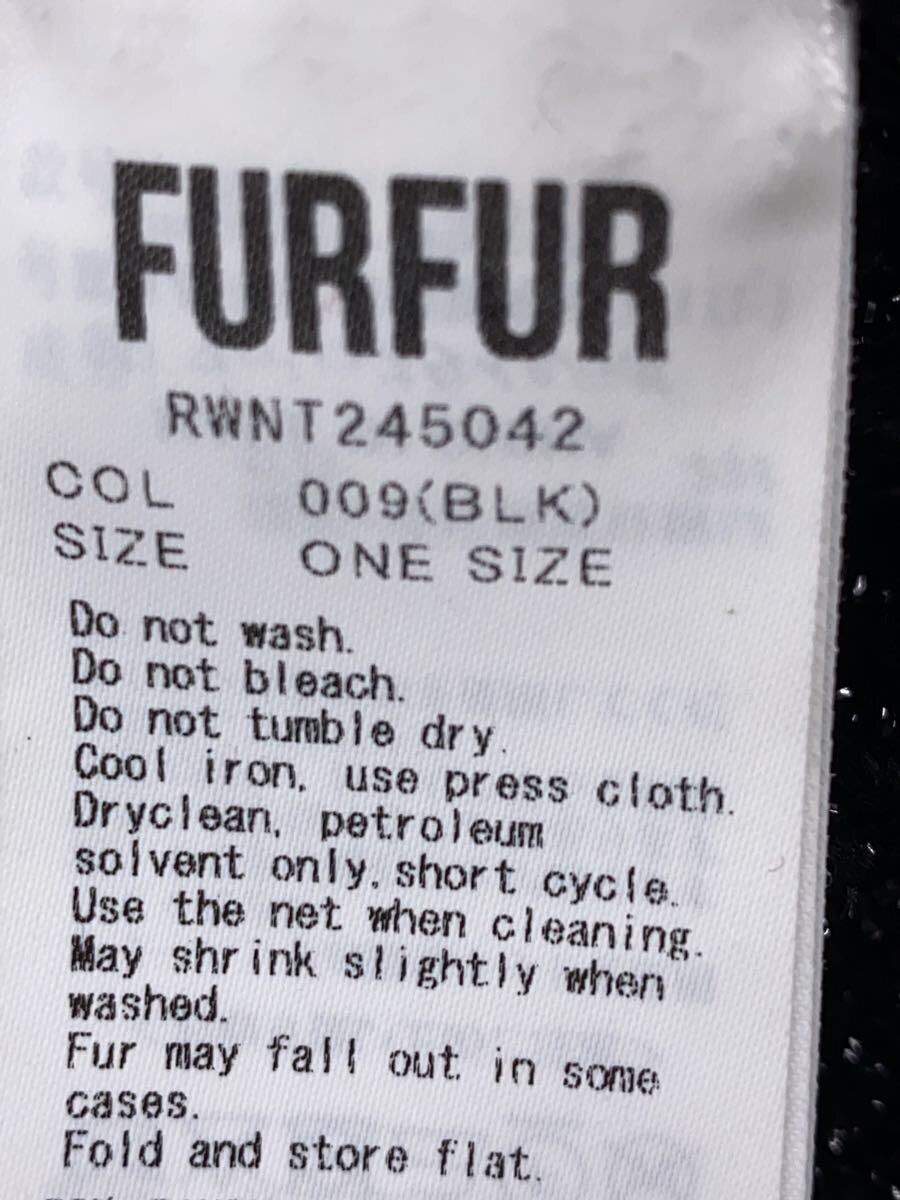 FURFUR
RWNT245042
COL 009(BLK)
SIZE ONE SIZE
Do not wash.
Do not bleach.
Do not tumble dry.
Cool iron, use press cloth.
Dryclean, petroleum
solvent only, short cycle.
Use the net when cleaning.
May shrink slightly when
washed.
Fur may fall out in some
cases.
Fold and store flat.